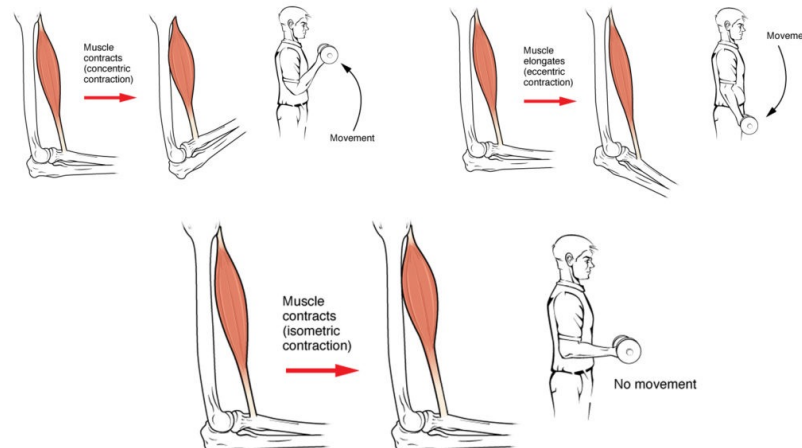 Muscle
contracts
(concentric
contraction)
Movement
Muscle
elongates
(eccentric
contraction)
Moveme
Muscle
contracts
(isometric
contraction)
No movement